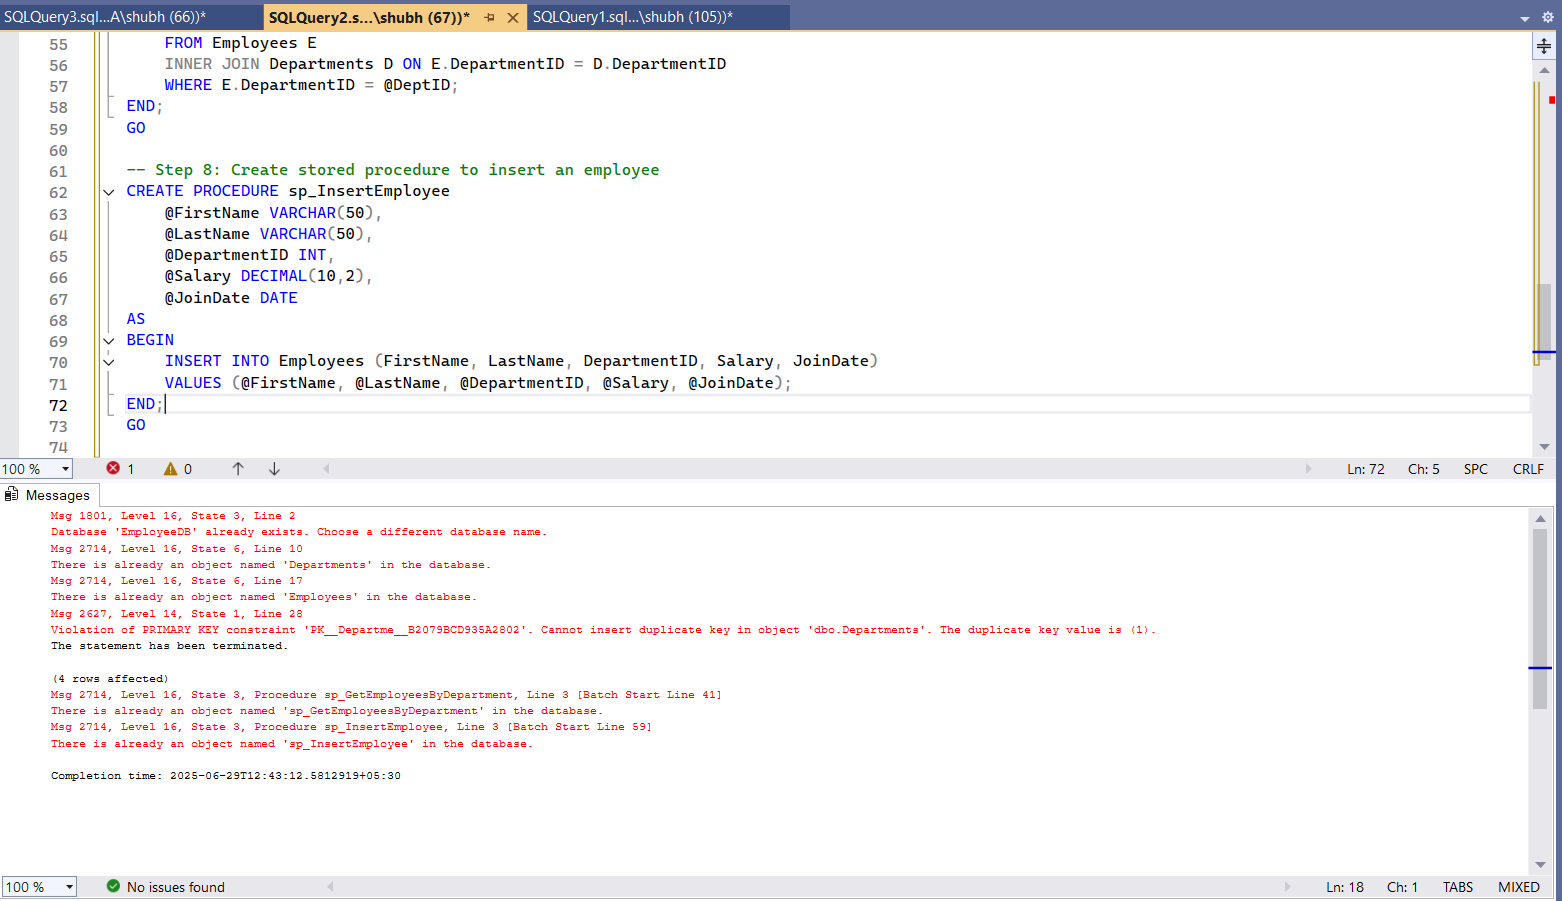 SQLQuery3.sql...A\shubh (66))*
SQLQuery2.s...\shubh (67))*
SQLQuery1.sql...\shubh (105))*
55 FROM Employees E
56 INNER JOIN Departments D ON E.DepartmentID = D.DepartmentID
57 WHERE E.DepartmentID = @DeptID;
58 END;
59 GO
60
61 -- Step 8: Create stored procedure to insert an employee
62 CREATE PROCEDURE sp_InsertEmployee
63 @FirstName VARCHAR(50),
64 @LastName VARCHAR(50),
65 @DepartmentID INT,
66 @Salary DECIMAL(10,2),
67 @JoinDate DATE
68 AS
69 BEGIN
70 INSERT INTO Employees (FirstName, LastName, DepartmentID, Salary, JoinDate)
71 VALUES (@FirstName, @LastName, @DepartmentID, @Salary, @JoinDate);
72 END;
73 GO
74
100 % 1 0 Ln: 72 Ch: 5 SPC CRLF
Messages
Msg 1801, Level 16, State 3, Line 2
Database 'EmployeeDB' already exists. Choose a different database name.
Msg 2714, Level 16, State 6, Line 10
There is already an object named 'Departments' in the database.
Msg 2714, Level 16, State 6, Line 17
There is already an object named 'Employees' in the database.
Msg 2627, Level 14, State 1, Line 28
Violation of PRIMARY KEY constraint 'PK__Departme__B2079BCD935A2802'. Cannot insert duplicate key in object 'dbo.Departments'. The duplicate key value is (1).
The statement has been terminated.
(4 rows affected)
Msg 2714, Level 16, State 3, Procedure sp_GetEmployeesByDepartment, Line 3 [Batch Start Line 41]
There is already an object named 'sp_GetEmployeesByDepartment' in the database.
Msg 2714, Level 16, State 3, Procedure sp_InsertEmployee, Line 3 [Batch Start Line 59]
There is already an object named 'sp_InsertEmployee' in the database.
Completion time: 2025-06-29T12:43:12.5812919+05:30
100 % No issues found Ln: 18 Ch: 1 TABS MIXED